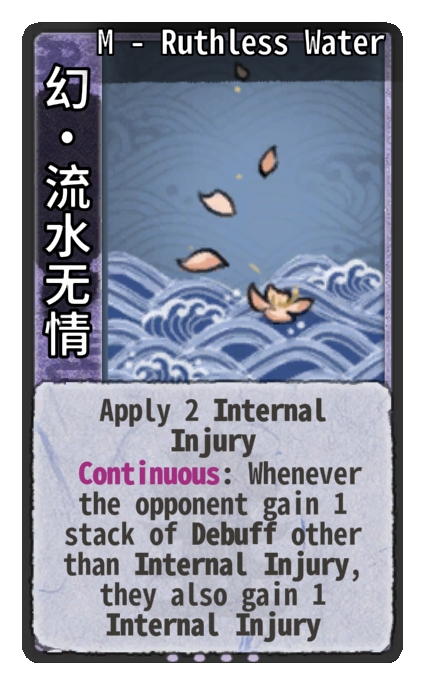 M - Ruthless Water
幻・流水无情
Apply 2 Internal
Injury
Continuous: Whenever
the opponent gain 1
stack of Debuff other
than Internal Injury,
they also gain 1
Internal Injury